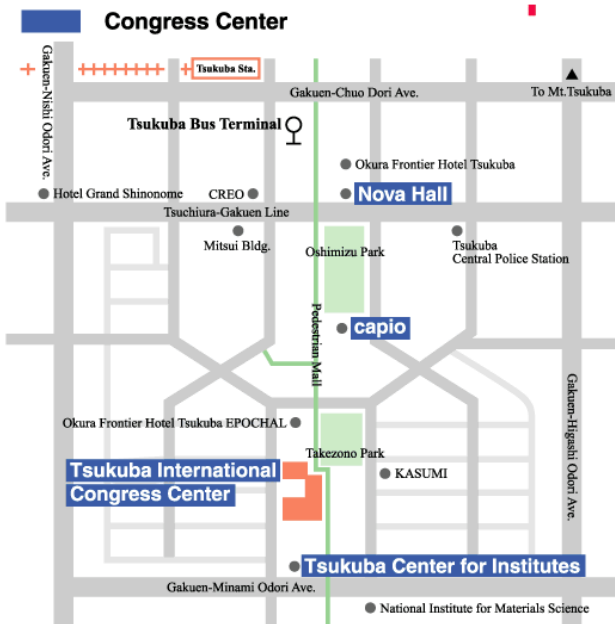 Congress Center
Gakuen-Nishi Odori Ave.
Tsukuba Sta.
Gakuen-Chuo Dori Ave.
To Mt.Tsukuba
Tsukuba Bus Terminal
Okura Frontier Hotel Tsukuba
Hotel Grand Shinonome
CREO
Nova Hall
Tsuchiura-Gakuen Line
Mitsui Bldg.
Oshimizu Park
Tsukuba
Central Police Station
Pedestrian Mall
capio
Gakuen-Higashi Odori Ave.
Okura Frontier Hotel Tsukuba EPOCHAL
Takezono Park
Tsukuba International
Congress Center
KASUMI
Tsukuba Center for Institutes
Gakuen-Minami Odori Ave.
National Institute for Materials Science